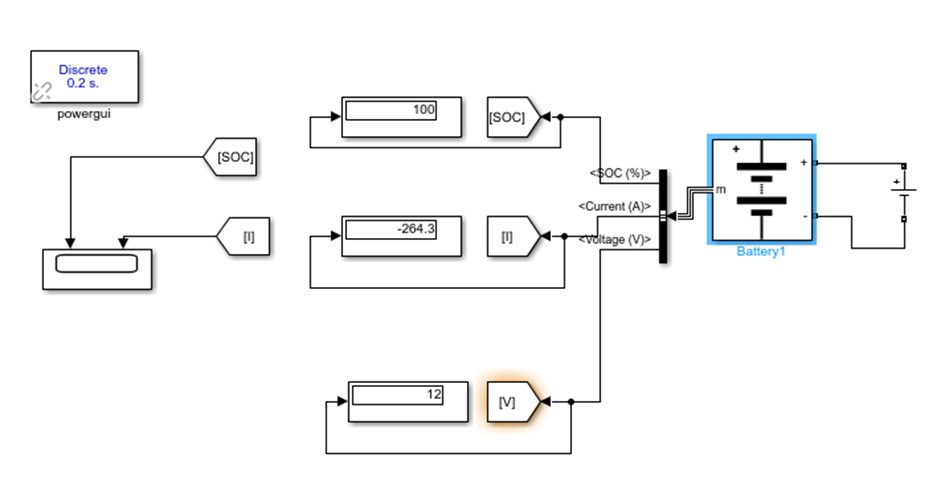 Discrete
0.2 s.
powergui
[SOC]
[I]
100
[SOC]
<SOC (%)>
-264.3
[I]
<Current (A)>
<Voltage (V)>
12
[V]
m
+
+
-
Battery1
+